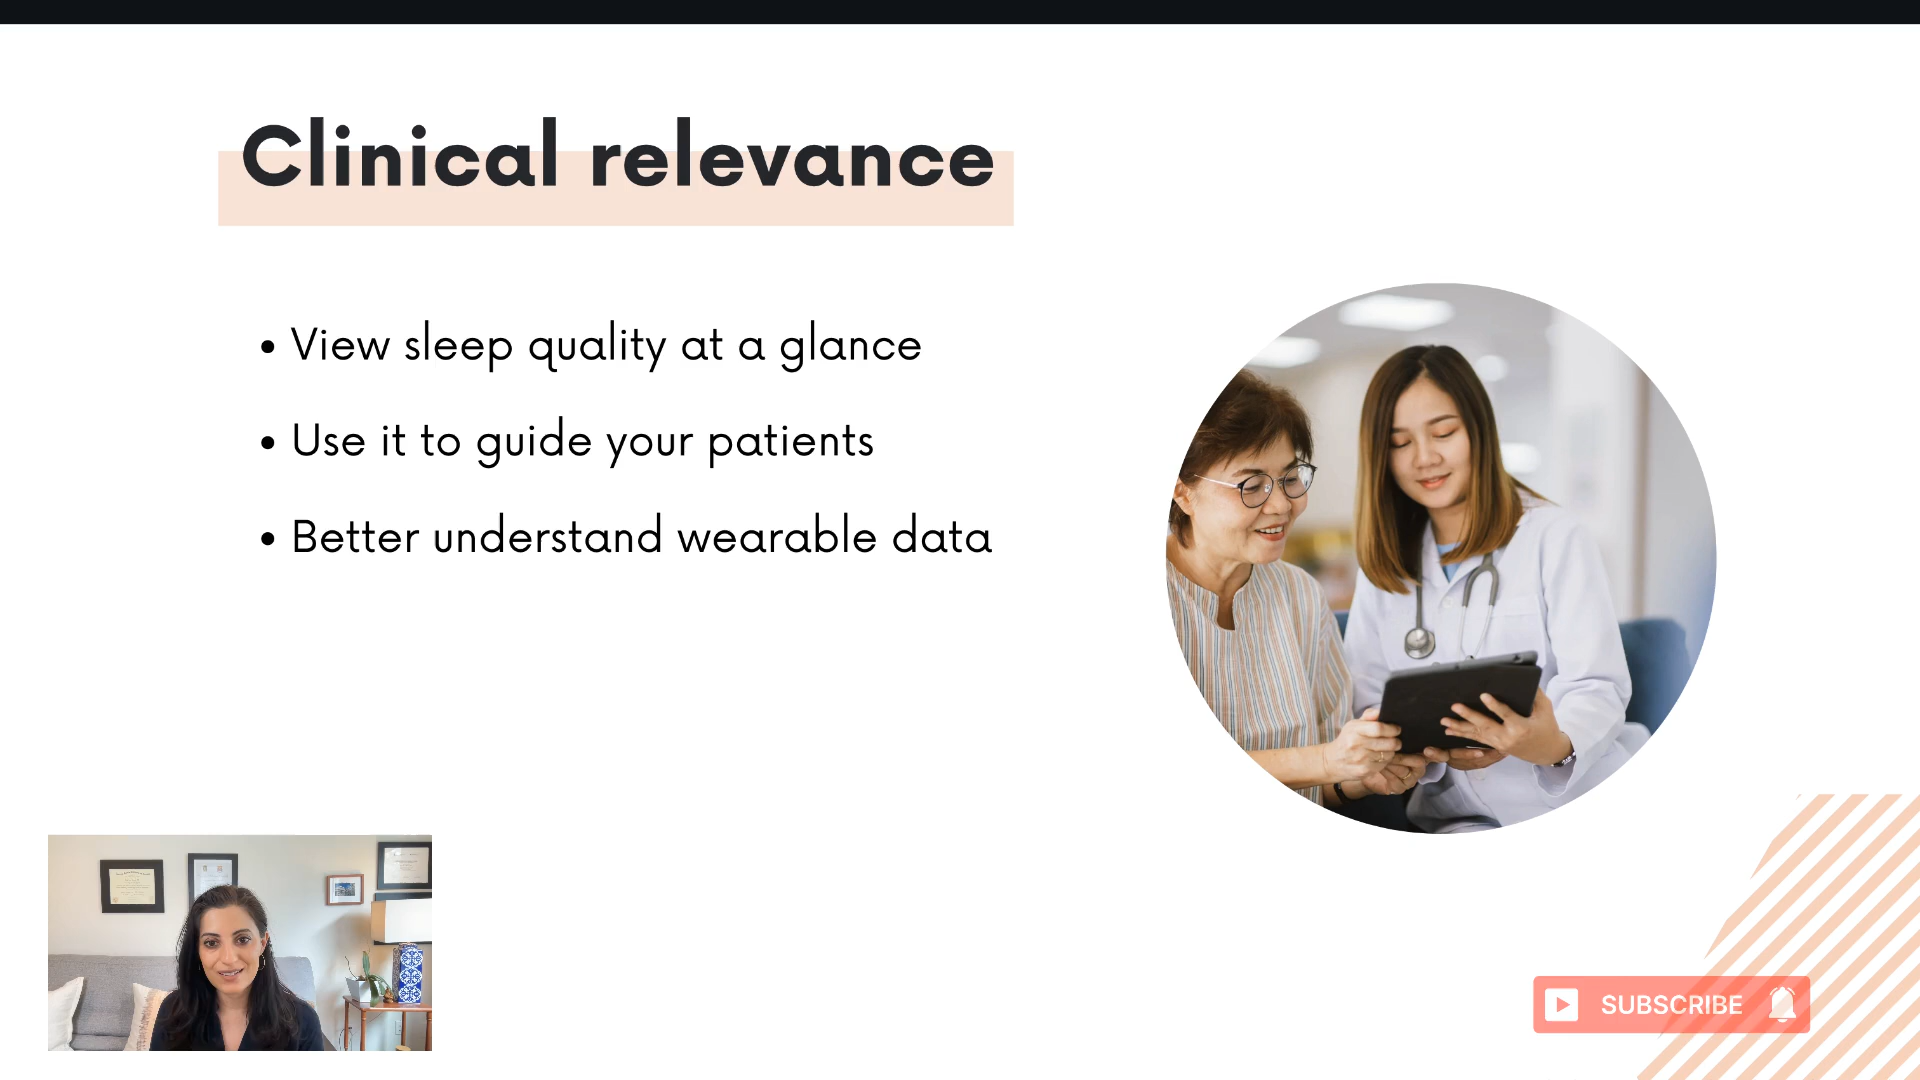 Clinical relevance
• View sleep quality at a glance
• Use it to guide your patients
• Better understand wearable data
SUBSCRIBE